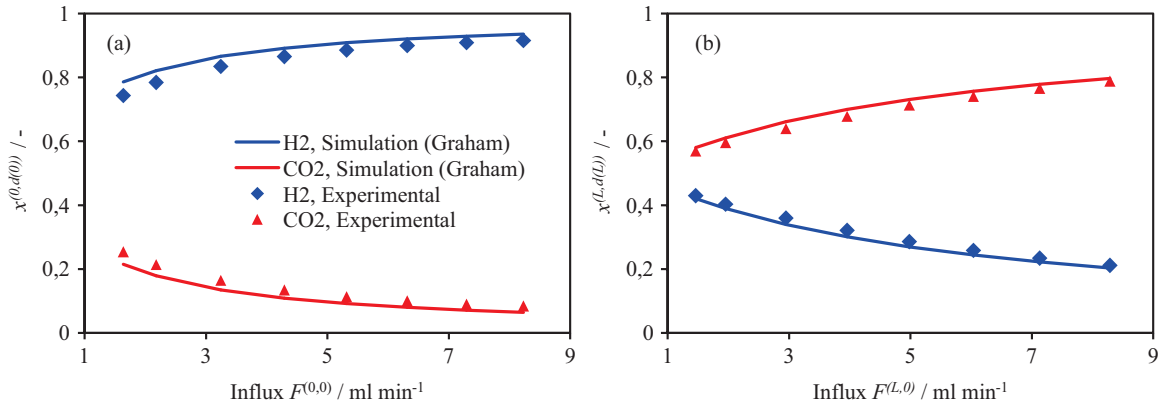 (a)
1
0,8
0,6
0,4
0,2
0
x^(0,d(0)) / -
H2, Simulation (Graham)
CO2, Simulation (Graham)
H2, Experimental
CO2, Experimental
1 3 5 7 9
Influx F^(0,0) / ml min^-1
(b)
1
0,8
0,6
0,4
0,2
0
x^(L,d(L)) / -
1 3 5 7 9
Influx F^(L,0) / ml min^-1